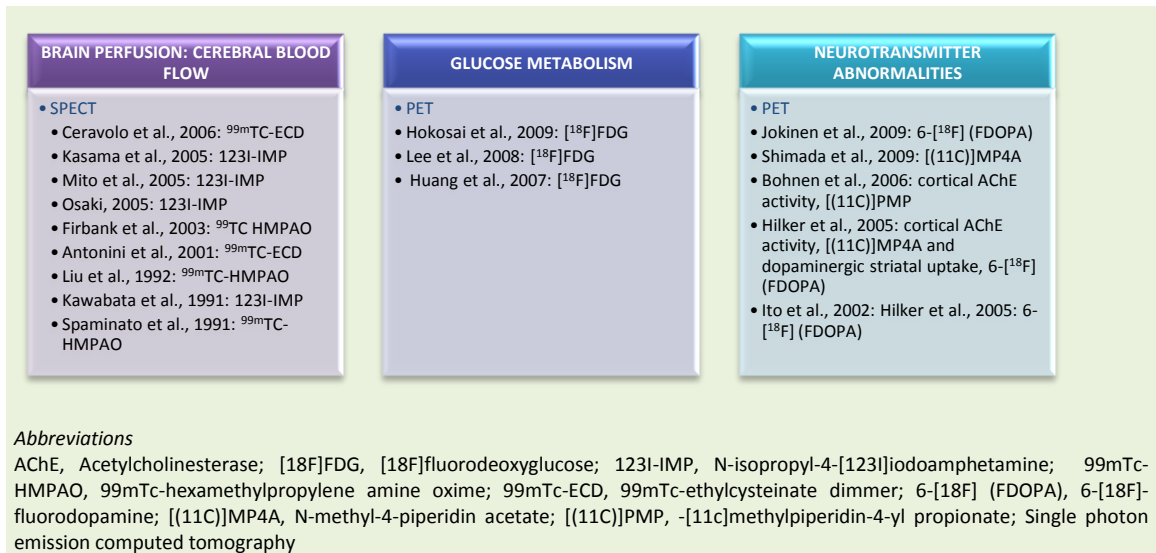 BRAIN PERFUSION: CEREBRAL BLOOD
FLOW
• SPECT
• Ceravolo et al., 2006: ⁹⁹ᵐTC-ECD
• Kasama et al., 2005: 123I-IMP
• Mito et al., 2005: 123I-IMP
• Osaki, 2005: 123I-IMP
• Firbank et al., 2003: ⁹⁹TC HMPAO
• Antonini et al., 2001: ⁹⁹ᵐTC-ECD
• Liu et al., 1992: ⁹⁹ᵐTC-HMPAO
• Kawabata et al., 1991: 123I-IMP
• Spaminato et al., 1991: ⁹⁹ᵐTC-
HMPAO
GLUCOSE METABOLISM
• PET
• Hokosai et al., 2009: [¹⁸F]FDG
• Lee et al., 2008: [¹⁸F]FDG
• Huang et al., 2007: [¹⁸F]FDG
NEUROTRANSMITTER
ABNORMALITIES
• PET
• Jokinen et al., 2009: 6-[¹⁸F] (FDOPA)
• Shimada et al., 2009: [(11C)]MP4A
• Bohnen et al., 2006: cortical AChE
activity, [(11C)]PMP
• Hilker et al., 2005: cortical AChE
activity, [(11C)]MP4A and
dopaminergic striatal uptake, 6-[¹⁸F]
(FDOPA)
• Ito et al., 2002: Hilker et al., 2005: 6-
[¹⁸F] (FDOPA)
Abbreviations
AChE, Acetylcholinesterase; [18F]FDG, [18F]fluorodeoxyglucose; 123I-IMP, N-isopropyl-4-[123I]iodoamphetamine; 99mTc-
HMPAO, 99mTc-hexamethylpropylene amine oxime; 99mTc-ECD, 99mTc-ethylcysteinate dimmer; 6-[18F] (FDOPA), 6-[18F]-
fluorodopamine; [(11C)]MP4A, N-methyl-4-piperidin acetate; [(11C)]PMP, -[11c]methylpiperidin-4-yl propionate; Single photon
emission computed tomography